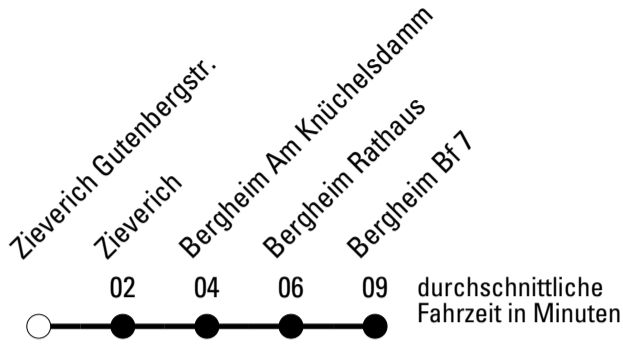 Zieverich Gutenbergstr.
Zieverich
Bergheim Am Knüchelsdamm
Bergheim Rathaus
Bergheim Bf 7
02 04 06 09
durchschnittliche
Fahrzeit in Minuten